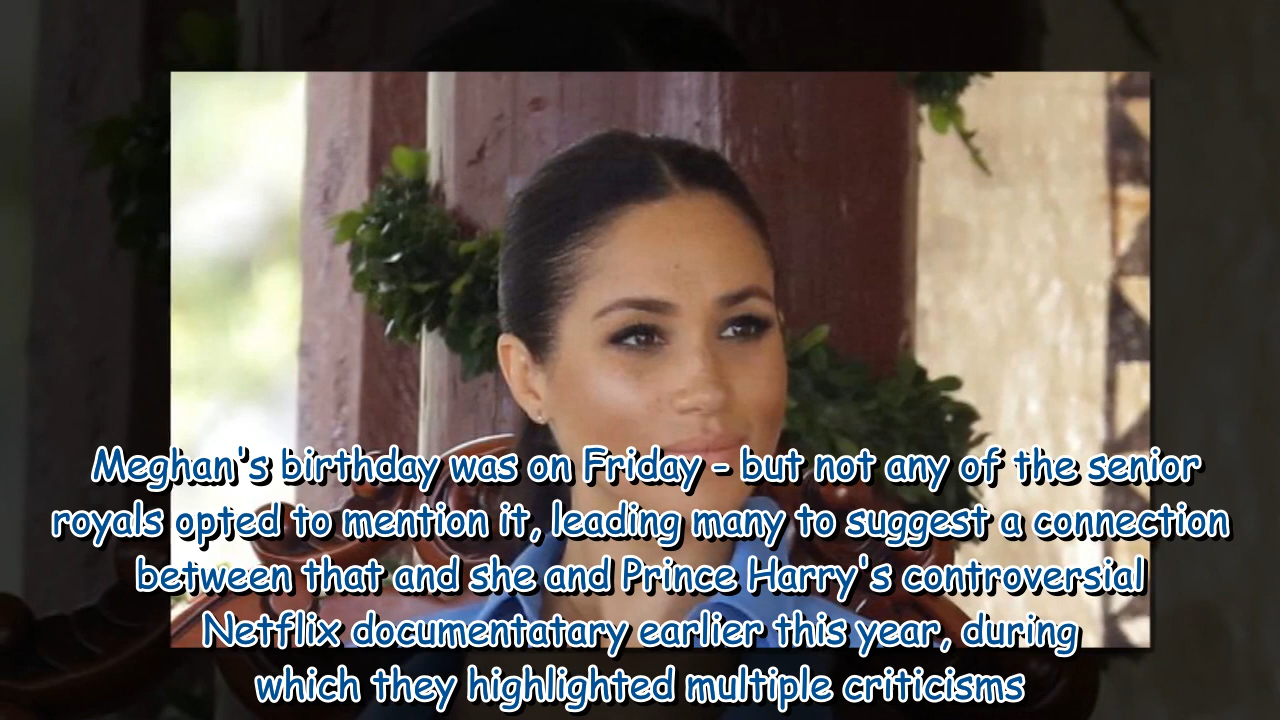 Meghan's birthday was on Friday - but not any of the senior
royals opted to mention it, leading many to suggest a connection
between that and she and Prince Harry's controversial
Netflix documentatary earlier this year, during
which they highlighted multiple criticisms